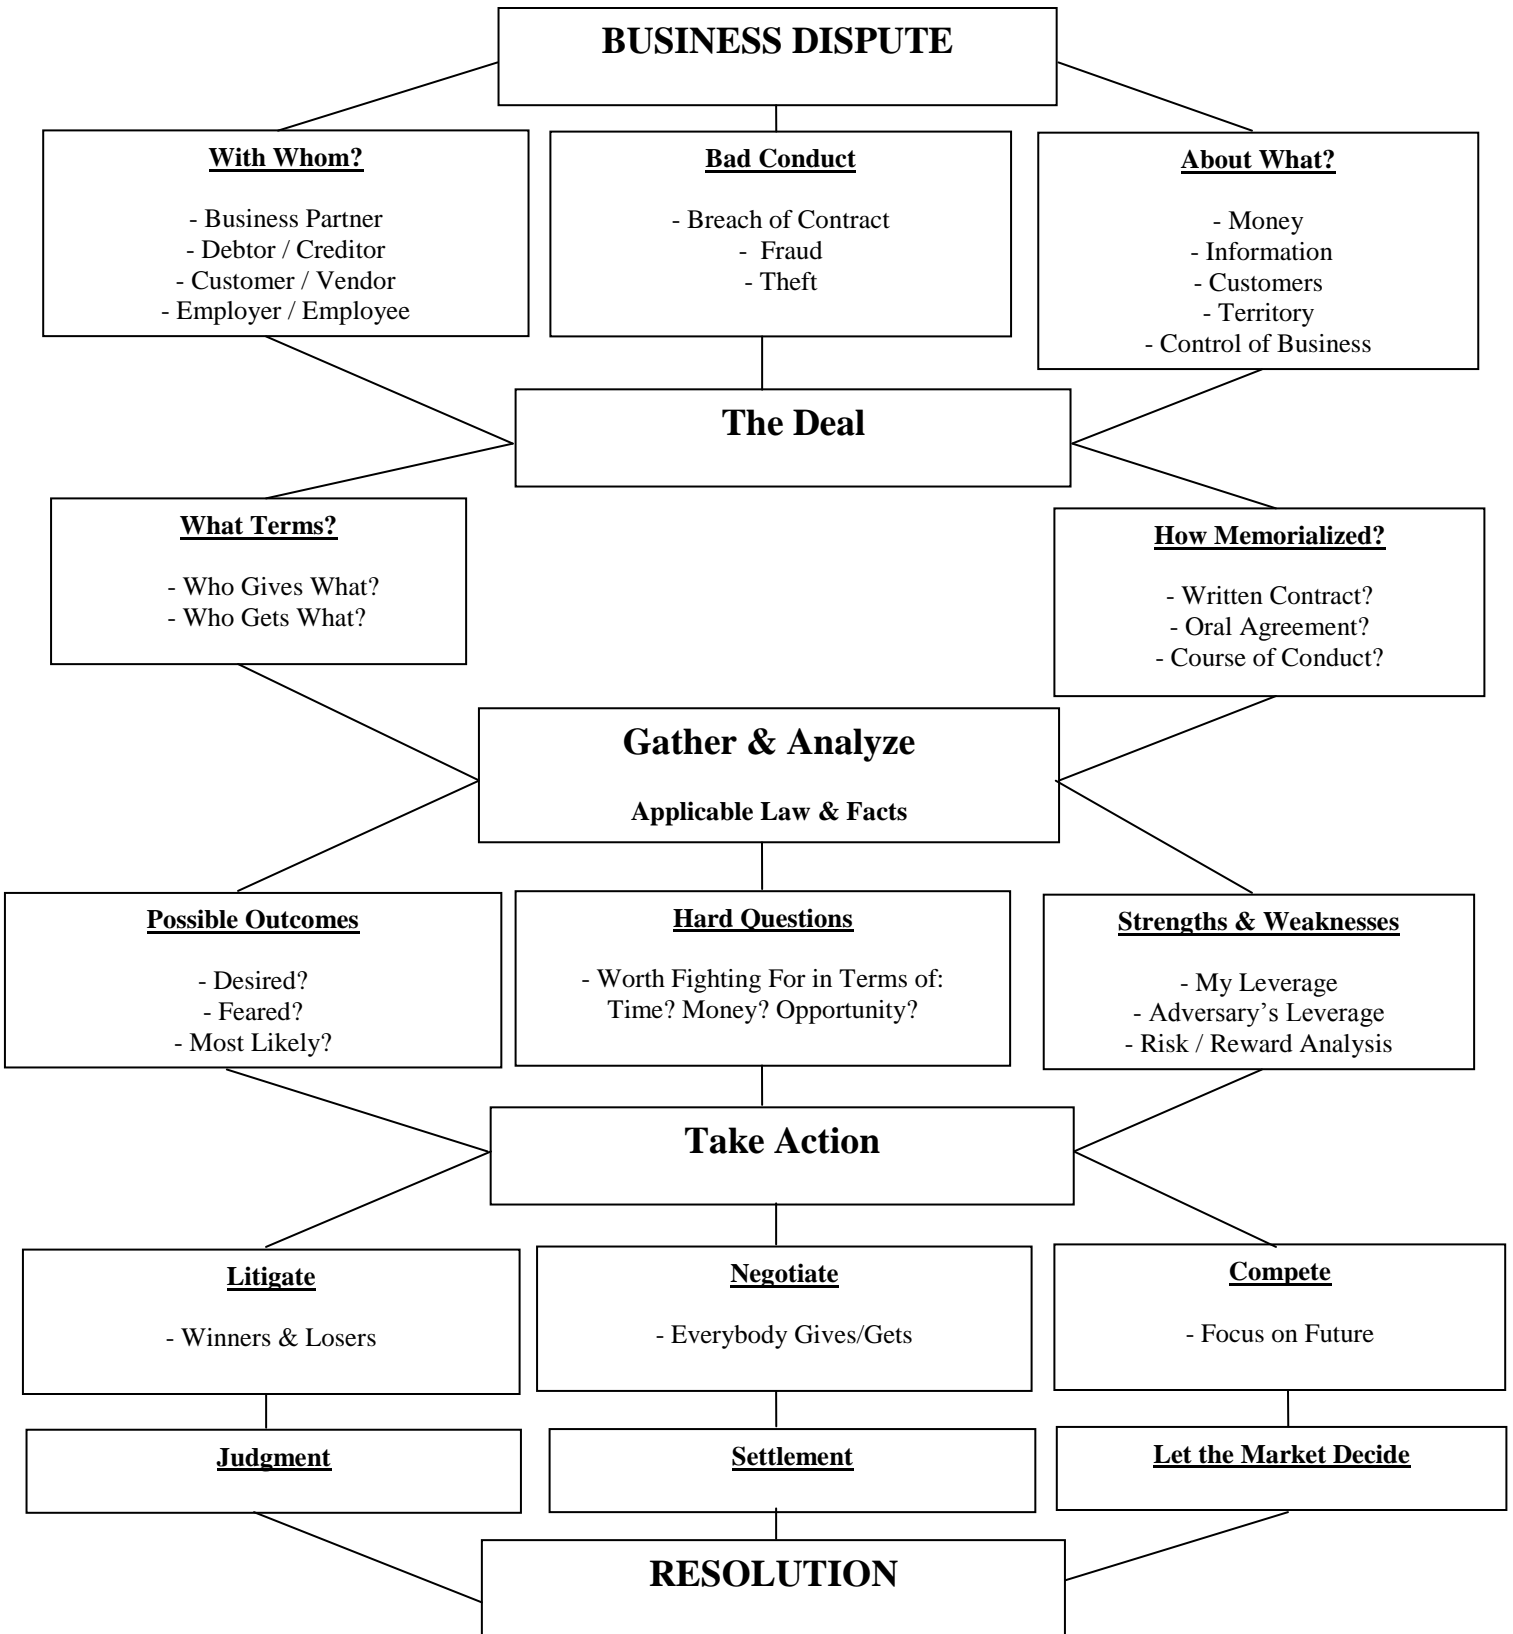 BUSINESS DISPUTE
With Whom?
- Business Partner
- Debtor / Creditor
- Customer / Vendor
- Employer / Employee
Bad Conduct
- Breach of Contract
- Fraud
- Theft
About What?
- Money
- Information
- Customers
- Territory
- Control of Business
The Deal
What Terms?
- Who Gives What?
- Who Gets What?
How Memorialized?
- Written Contract?
- Oral Agreement?
- Course of Conduct?
Gather & Analyze
Applicable Law & Facts
Possible Outcomes
- Desired?
- Feared?
- Most Likely?
Hard Questions
- Worth Fighting For in Terms of:
Time? Money? Opportunity?
Strengths & Weaknesses
- My Leverage
- Adversary’s Leverage
- Risk / Reward Analysis
Take Action
Litigate
- Winners & Losers
Negotiate
- Everybody Gives/Gets
Compete
- Focus on Future
Judgment
Settlement
Let the Market Decide
RESOLUTION